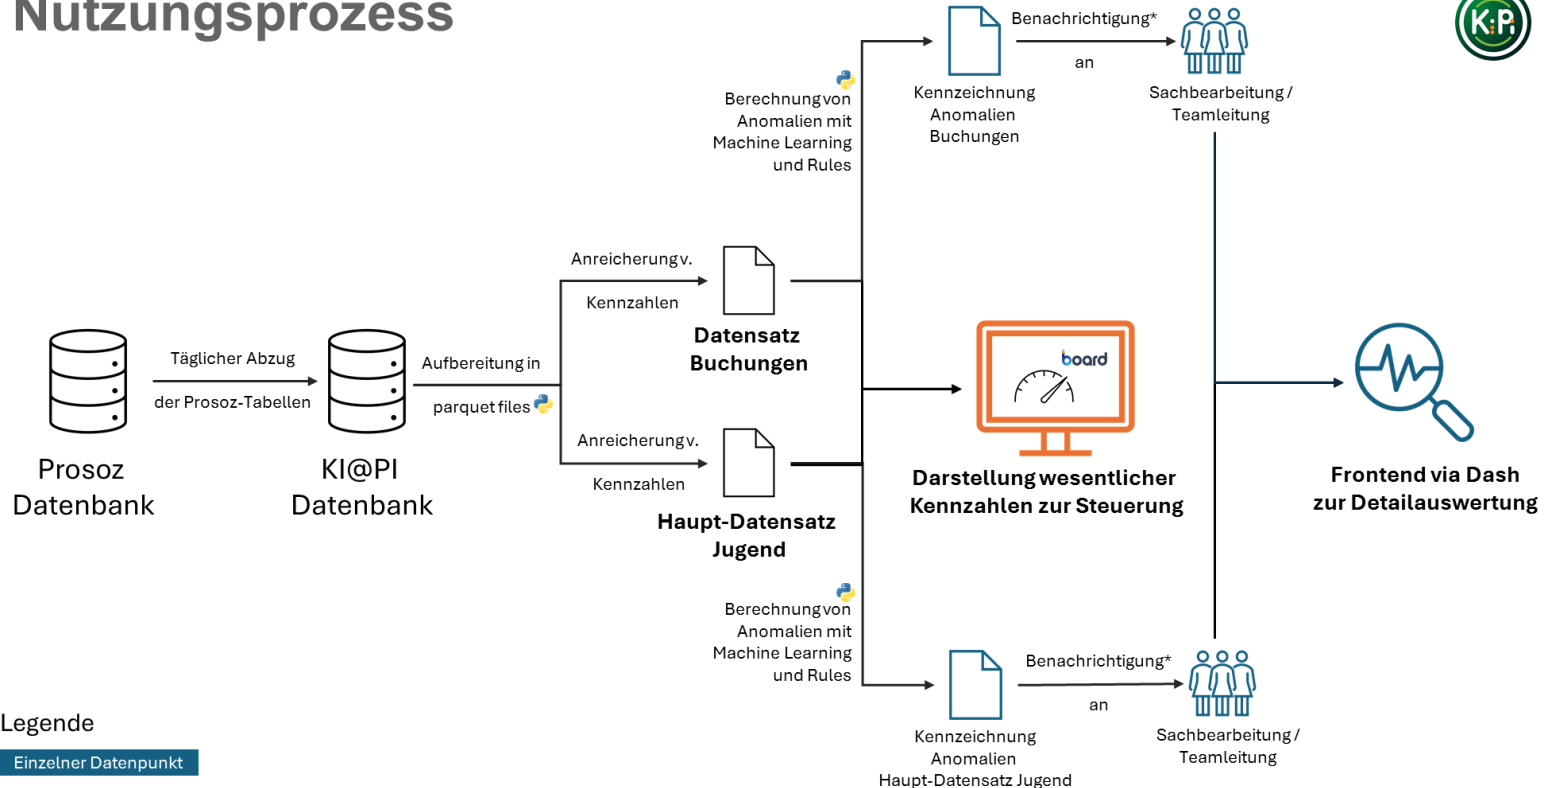 Nutzungsprozess
K:Pi
Benachrichtigung*
an
Kennzeichnung
Anomalien
Buchungen
Sachbearbeitung /
Teamleitung
Berechnung von
Anomalien mit
Machine Learning
und Rules
Anreicherung v.
Kennzahlen
Datensatz
Buchungen
Täglicher Abzug
der Prosoz-Tabellen
Prosoz
Datenbank
KI@PI
Datenbank
Aufbereitung in
parquet files
Anreicherung v.
Kennzahlen
Haupt-Datensatz
Jugend
board
Darstellung wesentlicher
Kennzahlen zur Steuerung
Frontend via Dash
zur Detailauswertung
Berechnung von
Anomalien mit
Machine Learning
und Rules
Benachrichtigung*
an
Kennzeichnung
Anomalien
Haupt-Datensatz Jugend
Sachbearbeitung /
Teamleitung
Legende
Einzelner Datenpunkt